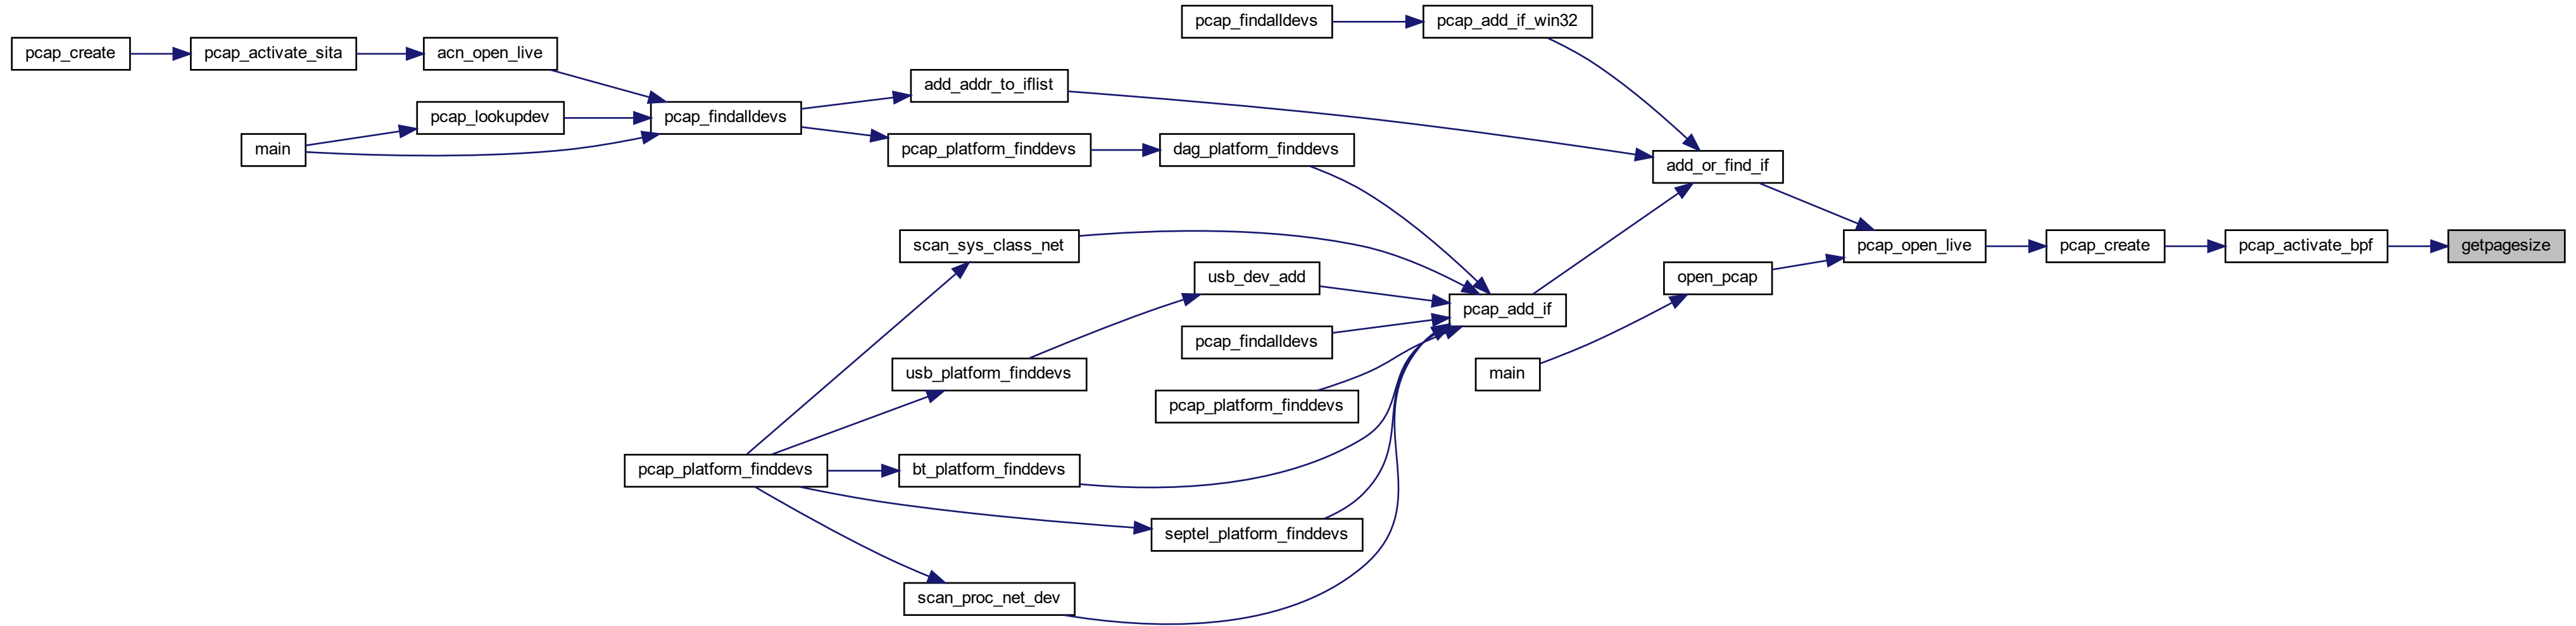 pcap_findalldevs
pcap_add_if_win32
pcap_create
pcap_activate_sita
acn_open_live
add_addr_to_iflist
pcap_lookupdev
pcap_findalldevs
main
pcap_platform_finddevs
dag_platform_finddevs
add_or_find_if
scan_sys_class_net
pcap_open_live
pcap_create
pcap_activate_bpf
getpagesize
usb_dev_add
open_pcap
pcap_add_if
pcap_findalldevs
usb_platform_finddevs
main
pcap_platform_finddevs
pcap_platform_finddevs
bt_platform_finddevs
septel_platform_finddevs
scan_proc_net_dev